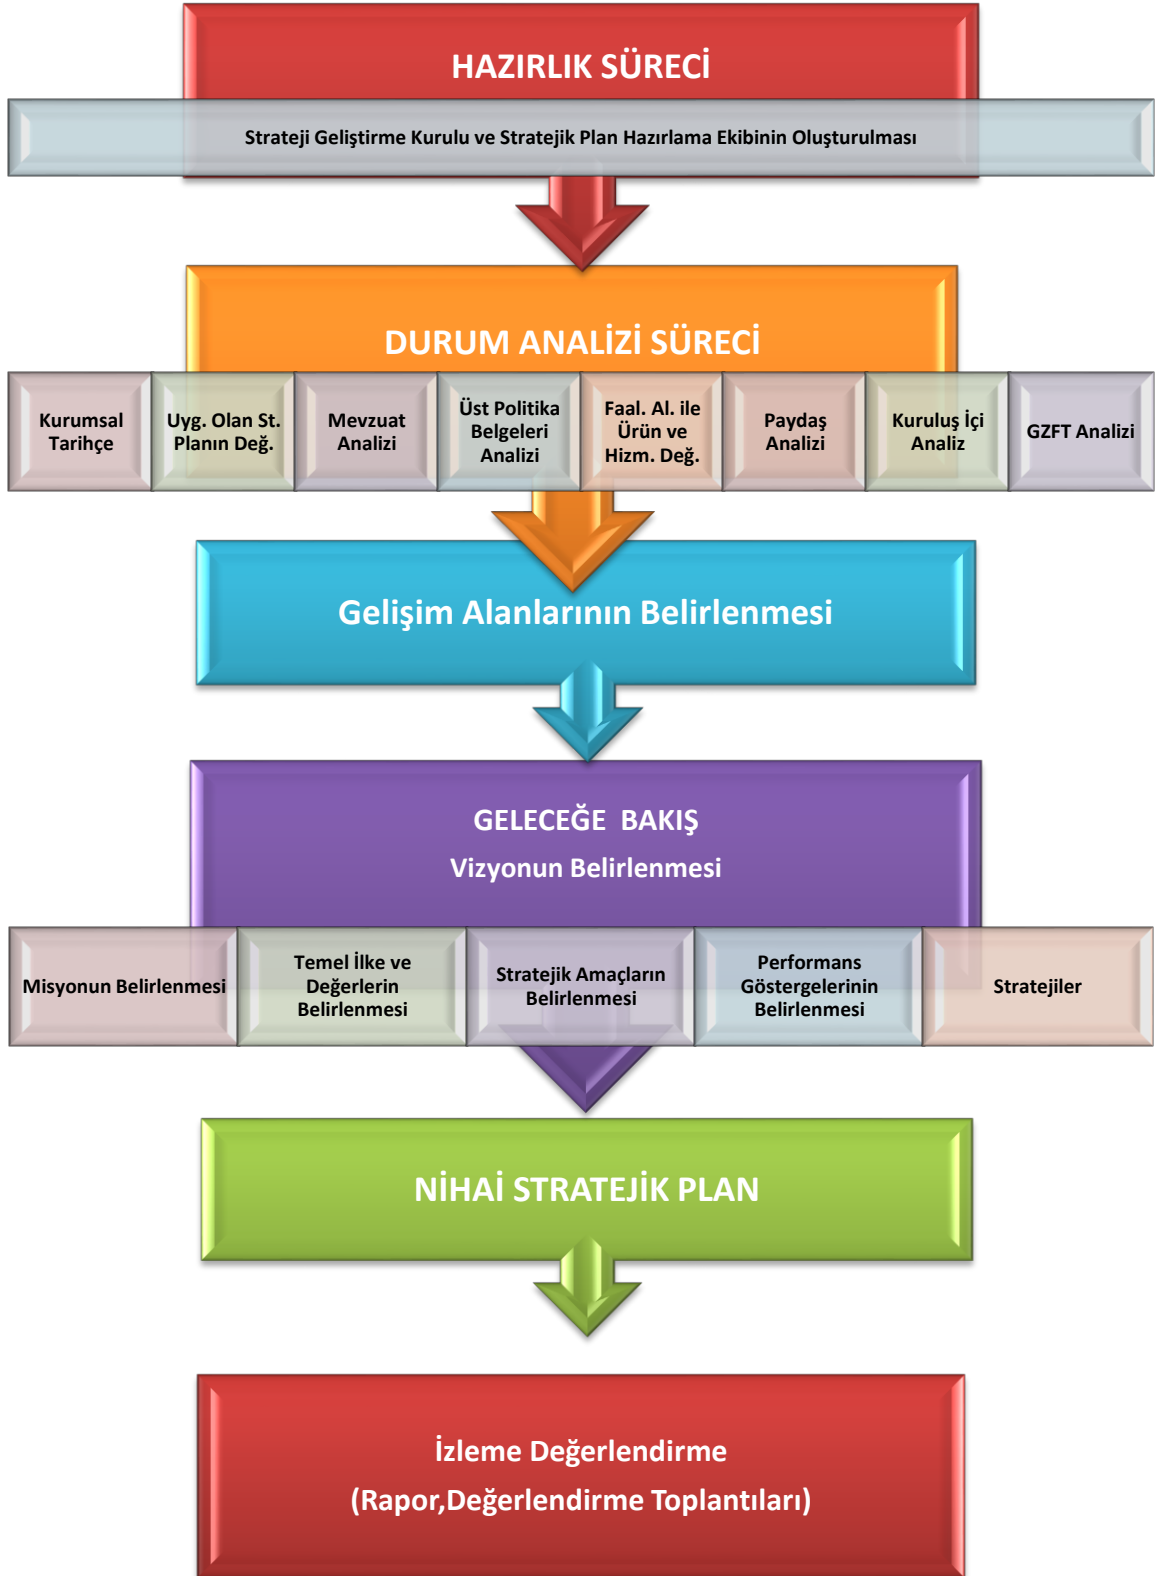 HAZIRLIK SÜRECİ
Strateji Geliştirme Kurulu ve Stratejik Plan Hazırlama Ekibinin Oluşturulması
DURUM ANALİZİ SÜRECİ
Kurumsal
Tarihçe
Uyg. Olan St.
Planın Değ.
Mevzuat
Analizi
Üst Politika
Belgeleri
Analizi
Faal. Al. ile
Ürün ve
Hizm. Değ.
Paydaş
Analizi
Kuruluş İçi
Analiz
GZFT Analizi
Gelişim Alanlarının Belirlenmesi
GELECEĞE BAKIŞ
Vizyonun Belirlenmesi
Misyonun Belirlenmesi
Temel İlke ve
Değerlerin
Belirlenmesi
Stratejik Amaçların
Belirlenmesi
Performans
Göstergelerinin
Belirlenmesi
Stratejiler
NİHAİ STRATEJİK PLAN
İzleme Değerlendirme
(Rapor,Değerlendirme Toplantıları)